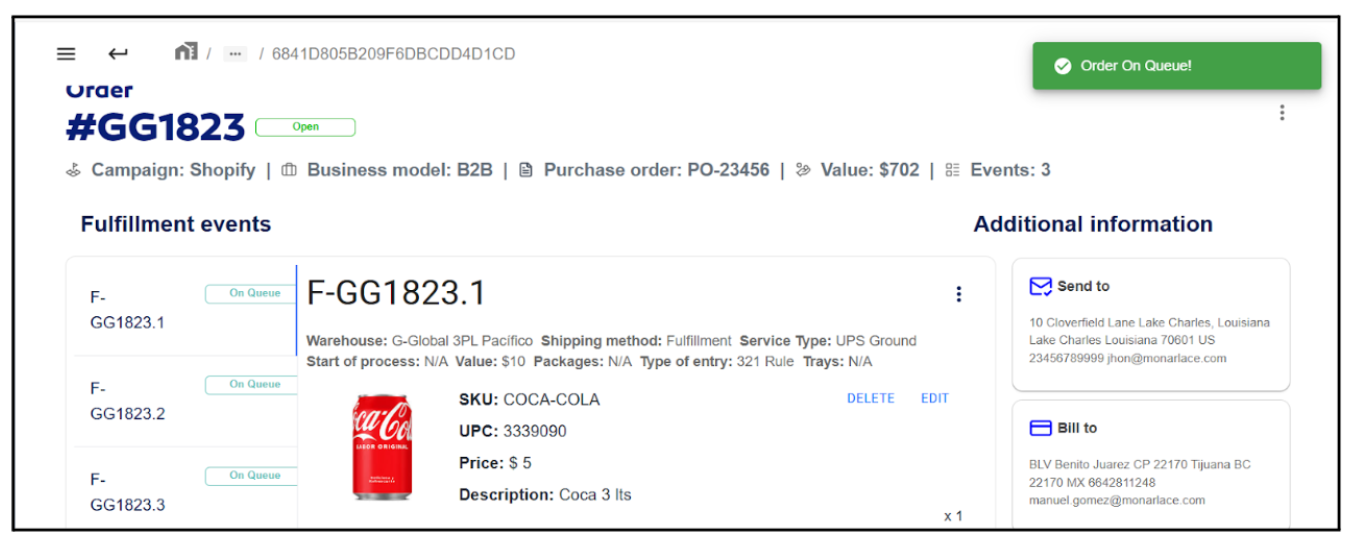 / ... / 6841D805B209F6DBCDD4D1CD
Order On Queue!
Order
#GG1823 Open
Campaign: Shopify | Business model: B2B | Purchase order: PO-23456 | Value: $702 | Events: 3
Fulfillment events
F-
GG1823.1
On Queue
F-
GG1823.2
On Queue
F-
GG1823.3
On Queue
F-GG1823.1
Warehouse: G-Global 3PL Pacífico Shipping method: Fulfillment Service Type: UPS Ground
Start of process: N/A Value: $10 Packages: N/A Type of entry: 321 Rule Trays: N/A
Coca-Cola
SABOR ORIGINAL
SKU: COCA-COLA
DELETE EDIT
UPC: 3339090
Price: $ 5
Description: Coca 3 lts
x 1
Additional information
Send to
10 Cloverfield Lane Lake Charles, Louisiana
Lake Charles Louisiana 70601 US
23456789999 jhon@monarlace.com
Bill to
BLV Benito Juarez CP 22170 Tijuana BC
22170 MX 6642811248
manuel.gomez@monarlace.com